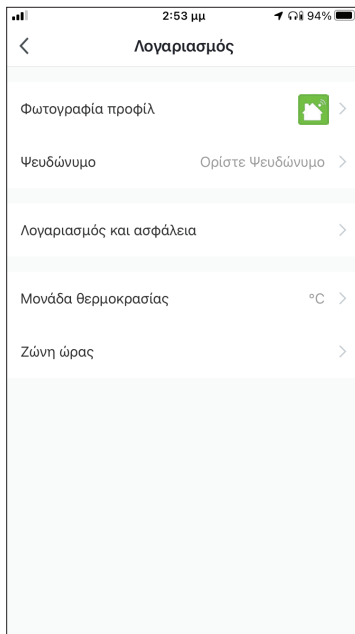 2:53 μμ 94%
Λογαριασμός
Φωτογραφία προφίλ
Ψευδώνυμο Ορίστε Ψευδώνυμο
Λογαριασμός και ασφάλεια
Μονάδα θερμοκρασίας °C
Ζώνη ώρας